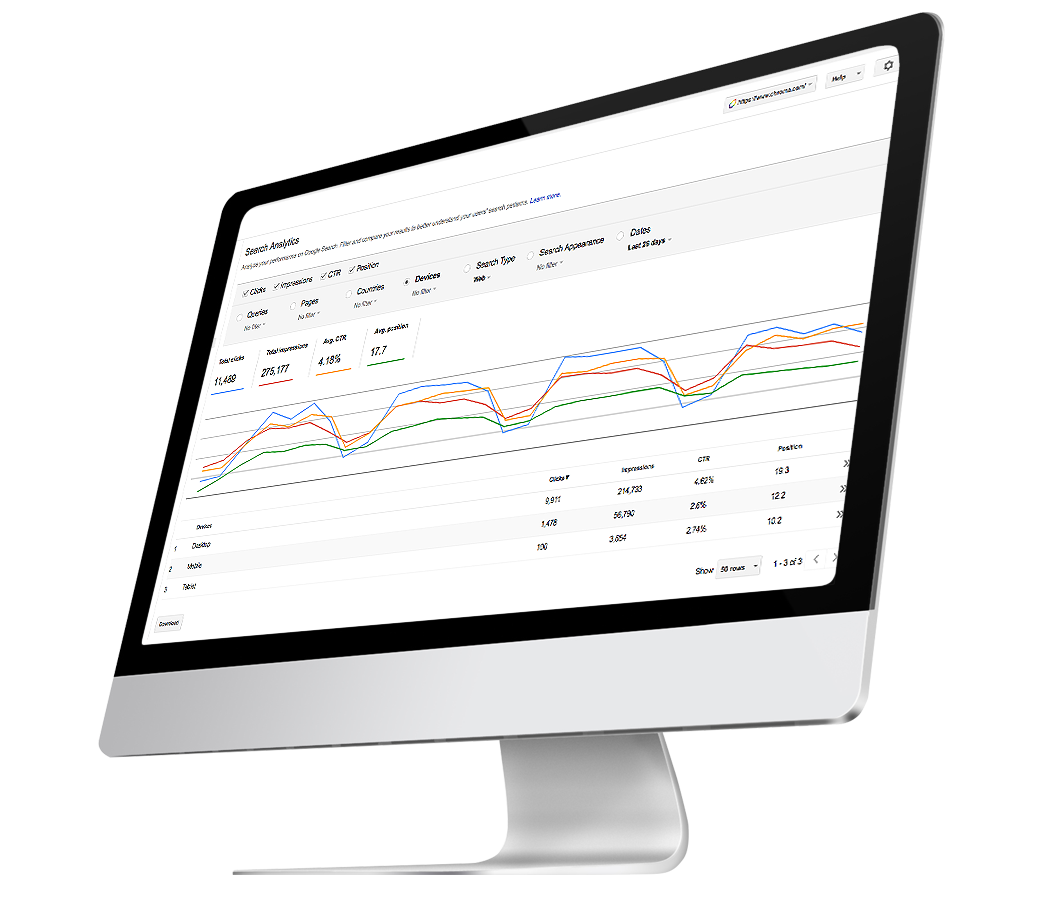 Help
Search Analytics
Analyze your performance on Google Search. Filter and compare your results to better understand your users' search patterns. Learn more.
Clicks Impressions CTR Position
Queries Pages Countries Devices Search Type Search Appearance Dates
No filter No filter No filter No filter Web No filter Last 28 days
Total clicks Total impressions Avg. CTR Avg. position
11,489 275,177 4.18% 17.7
Devices Clicks▼ Impressions CTR Position
1 Desktop 9,911 214,733 4.62% 19.3
2 Mobile 1,478 56,790 2.6% 12.2
3 Tablet 100 3,654 2.74% 10.2
Show 50 rows 1 - 3 of 3
Download